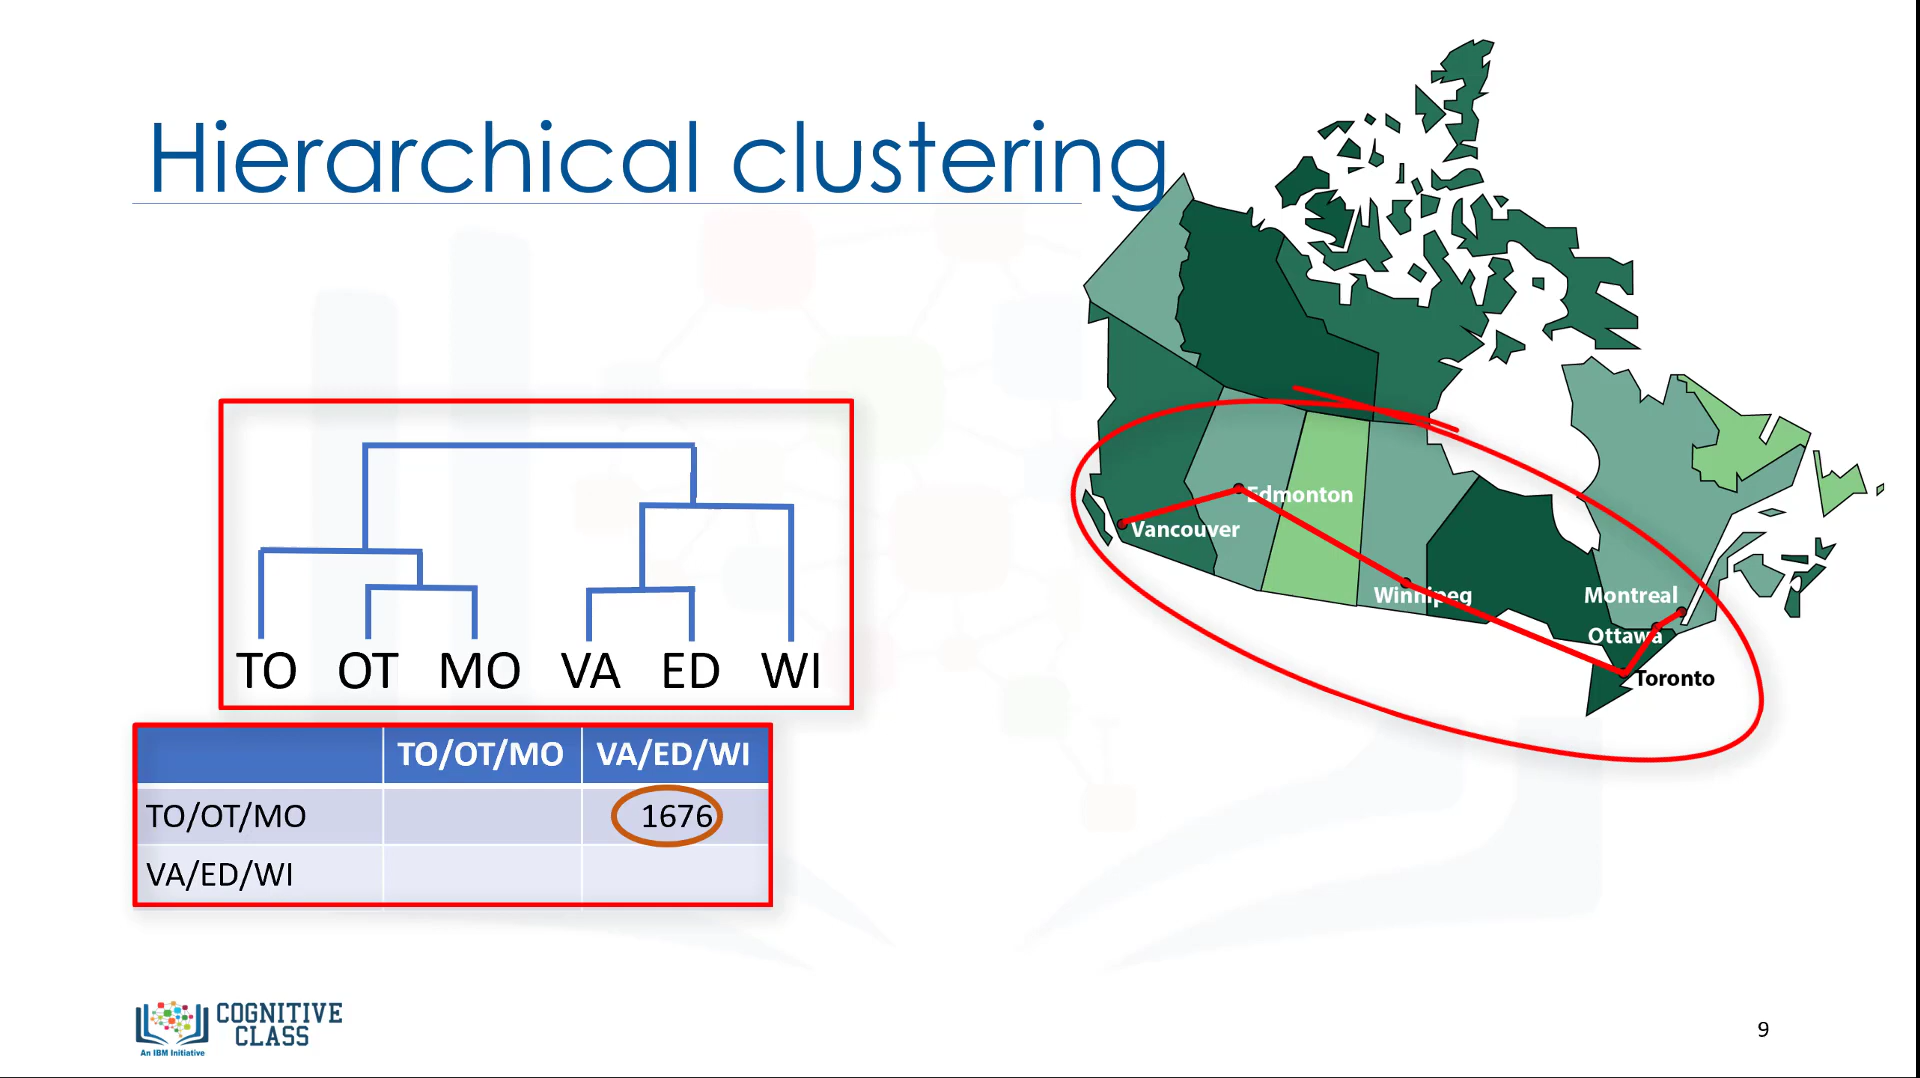 Hierarchical clustering
Edmonton
Vancouver
Winnipeg
Montreal
Ottawa
Toronto
TO OT MO VA ED WI
TO/OT/MO VA/ED/WI
TO/OT/MO 1676
VA/ED/WI
COGNITIVE
CLASS
An IBM Initiative
9